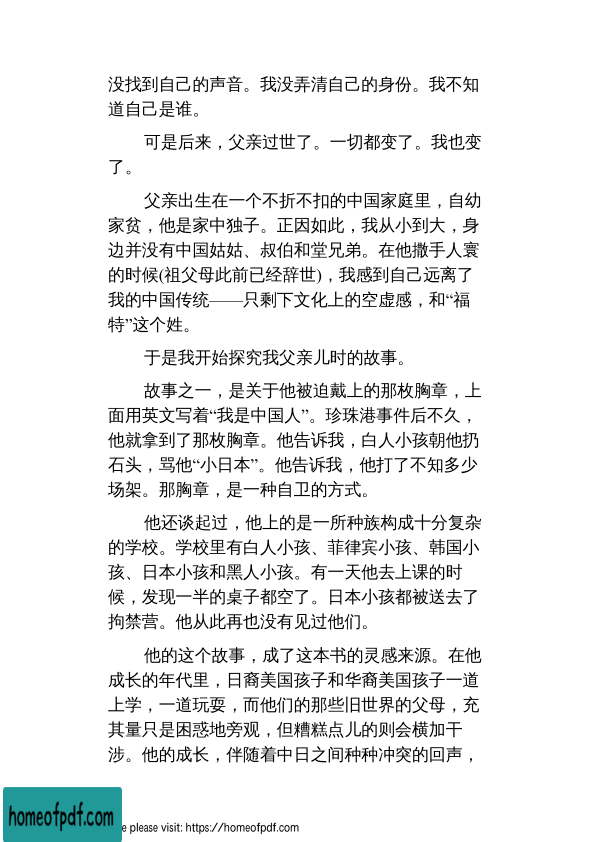 没找到自己的声音。我没弄清自己的身份。我不知
道自己是谁。
可是后来，父亲过世了。一切都变了。我也变
了。
父亲出生在一个不折不扣的中国家庭里，自幼
家贫，他是家中独子。正因如此，我从小到大，身
边并没有中国姑姑、叔伯和堂兄弟。在他撒手人寰
的时候(祖父母此前已经辞世)，我感到自己远离了
我的中国传统——只剩下文化上的空虚感，和“福
特”这个姓。
于是我开始探究我父亲儿时的故事。
故事之一，是关于他被迫戴上的那枚胸章，上
面用英文写着“我是中国人”。珍珠港事件后不久，
他就拿到了那枚胸章。他告诉我，白人小孩朝他扔
石头，骂他“小日本”。他告诉我，他打了不知多少
场架。那胸章，是一种自卫的方式。
他还谈起过，他上的是一所种族构成十分复杂
的学校。学校里有白人小孩、菲律宾小孩、韩国小
孩、日本小孩和黑人小孩。有一天他去上课的时
候，发现一半的桌子都空了。日本小孩都被送去了
拘禁营。他从此再也没有见过他们。
他的这个故事，成了这本书的灵感来源。在他
成长的年代里，日裔美国孩子和华裔美国孩子一道
上学，一道玩耍，而他们的那些旧世界的父母，充
其量只是困惑地旁观，但糟糕点儿的则会横加干
涉。他的成长，伴随着中日之间种种冲突的回声，
homeofpdf.com
please visit: https://homeofpdf.com